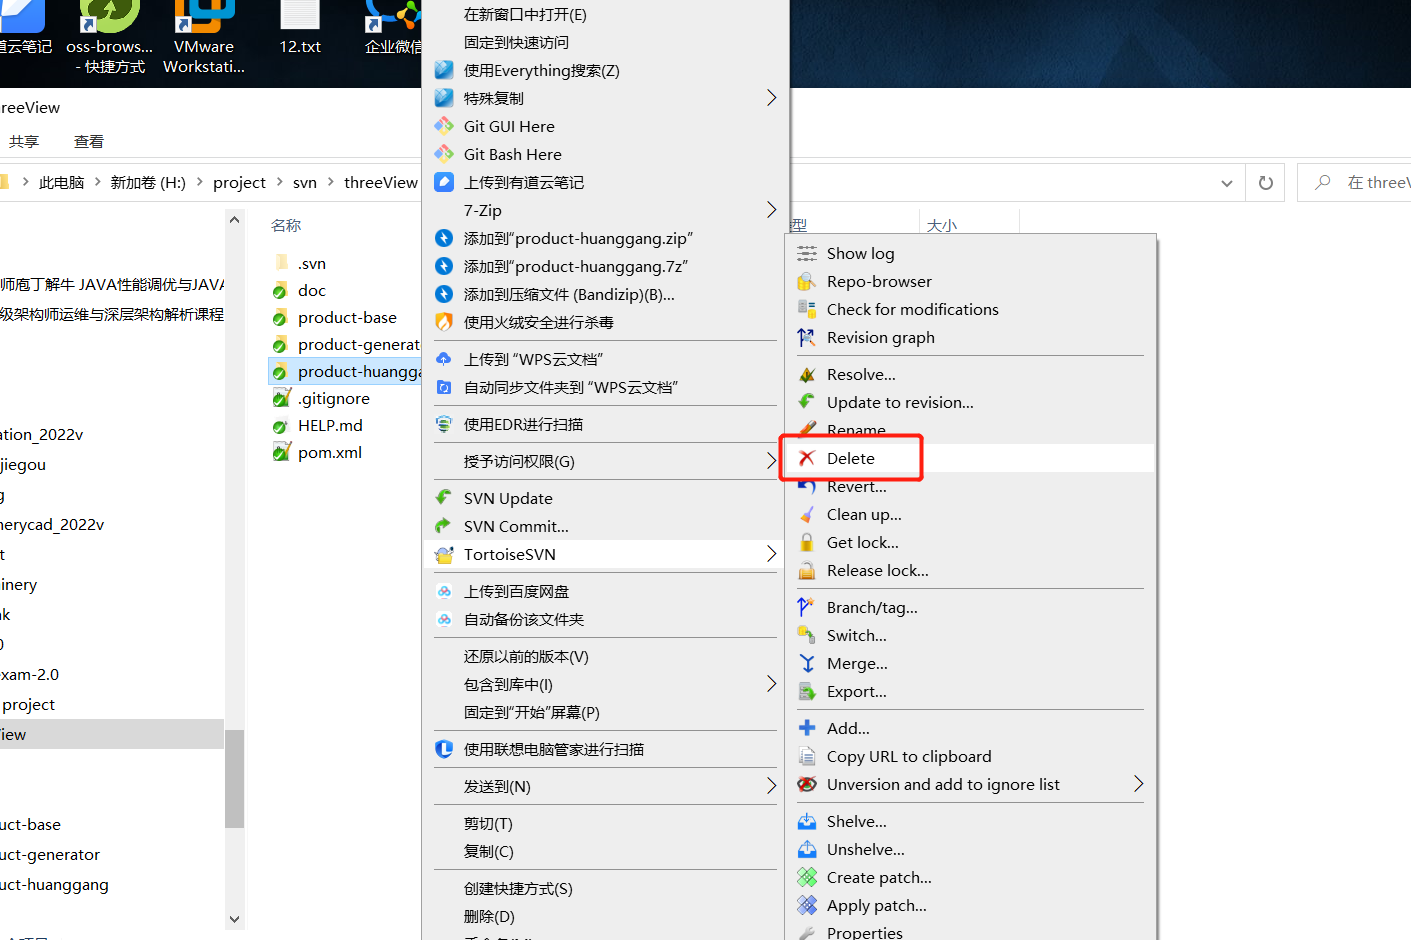 道云笔记
oss-brows...
- 快捷方式
VMware
Workstati...
12.txt
企业微信
reeView
共享
查看
此电脑
新加卷 (H:)
project
svn
threeView
在 threeV
名称
型
大小
师庖丁解牛 JAVA性能调优与JAVA
级架构师运维与深层架构解析课程
ation_2022v
jiegou
g
nerycad_2022v
t
inery
k
0
exam-2.0
project
iew
uct-base
uct-generator
uct-huanggang
.svn
doc
product-base
product-generato
product-huangga
.gitignore
HELP.md
pom.xml
在新窗口中打开(E)
固定到快速访问
使用Everything搜索(Z)
特殊复制
Git GUI Here
Git Bash Here
上传到有道云笔记
7-Zip
添加到“product-huanggang.zip”
添加到“product-huanggang.7z”
添加到压缩文件 (Bandizip)(B)...
使用火绒安全进行杀毒
上传到 “WPS云文档”
自动同步文件夹到 “WPS云文档”
使用EDR进行扫描
授予访问权限(G)
SVN Update
SVN Commit...
TortoiseSVN
上传到百度网盘
自动备份该文件夹
还原以前的版本(V)
包含到库中(I)
固定到“开始”屏幕(P)
使用联想电脑管家进行扫描
发送到(N)
剪切(T)
复制(C)
创建快捷方式(S)
删除(D)
Show log
Repo-browser
Check for modifications
Revision graph
Resolve...
Update to revision...
Rename...
Delete
Revert...
Clean up...
Get lock...
Release lock...
Branch/tag...
Switch...
Merge...
Export...
Add...
Copy URL to clipboard
Unversion and add to ignore list
Shelve...
Unshelve...
Create patch...
Apply patch...
Properties